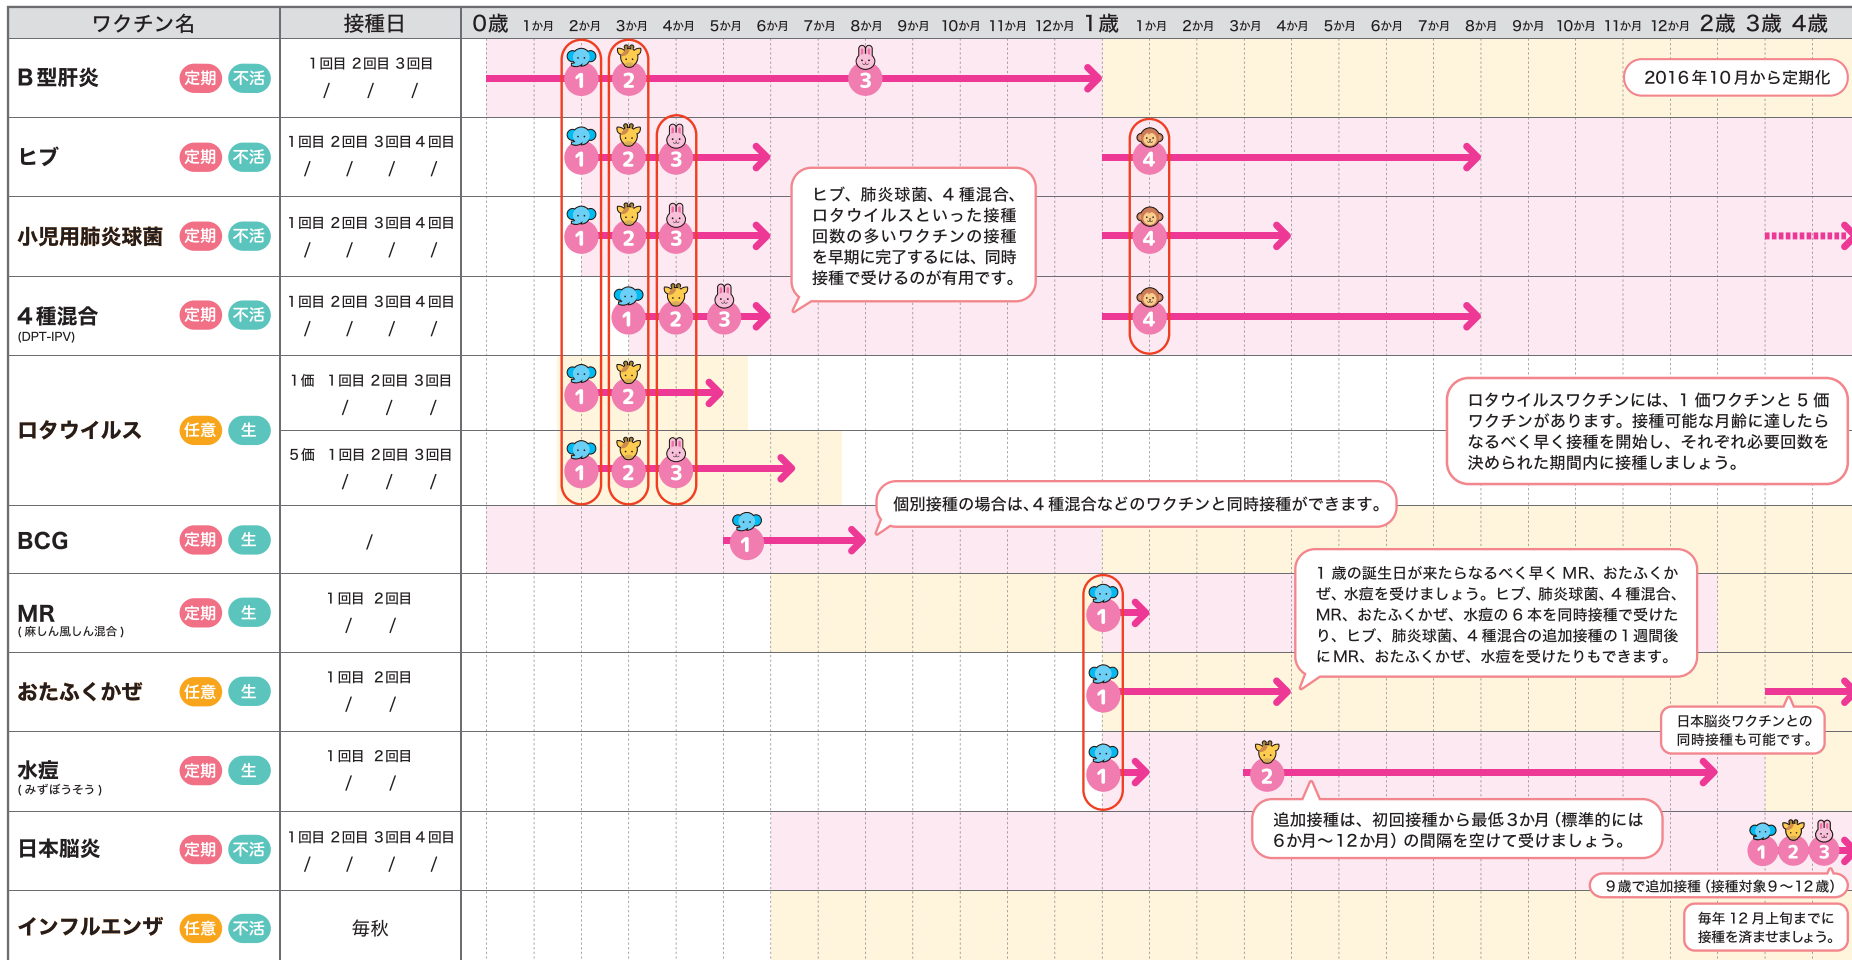 ワクチン名 接種日 0歳 1か月 2か月 3か月 4か月 5か月 6か月 7か月 8か月 9か月 10か月 11か月 12か月 1歳 1か月 2か月 3か月 4か月 5か月 6か月 7か月 8か月 9か月 10か月 11か月 12か月 2歳 3歳 4歳
B型肝炎 定期 不活
1回目 2回目 3回目
/ / /
1 2 3
2016年10月から定期化
ヒブ 定期 不活
1回目 2回目 3回目 4回目
/ / / /
1 2 3 4
小児用肺炎球菌 定期 不活
1回目 2回目 3回目 4回目
/ / / /
1 2 3 4
ヒブ、肺炎球菌、4種混合、
ロタウイルスといった接種
回数の多いワクチンの接種
を早期に完了するには、同時
接種で受けるのが有用です。
4種混合 定期 不活
(DPT-IPV)
1回目 2回目 3回目 4回目
/ / / /
1 2 3 4
ロタウイルス 任意 生
1価 1回目 2回目 3回目
/ / /
1 2
5価 1回目 2回目 3回目
/ / /
1 2 3
ロタウイルスワクチンには、1価ワクチンと5価
ワクチンがあります。接種可能な月齢に達したら
なるべく早く接種を開始し、それぞれ必要回数を
決められた期間内に接種しましょう。
BCG 定期 生
/
1
個別接種の場合は、4種混合などのワクチンと同時接種ができます。
MR 定期 生
(麻しん風しん混合)
1回目 2回目
/ /
1
1歳の誕生日が来たらなるべく早くMR、おたふくか
ぜ、水痘を受けましょう。ヒブ、肺炎球菌、4種混合、
MR、おたふくかぜ、水痘の6本を同時接種で受けた
り、ヒブ、肺炎球菌、4種混合の追加接種の1週間後
にMR、おたふくかぜ、水痘を受けたりもできます。
おたふくかぜ 任意 生
1回目 2回目
/ /
1
日本脳炎ワクチンとの
同時接種も可能です。
水痘 定期 生
(みずぼうそう)
1回目 2回目
/ /
1 2
追加接種は、初回接種から最低3か月(標準的には
6か月〜12か月)の間隔を空けて受けましょう。
日本脳炎 定期 不活
1回目 2回目 3回目 4回目
/ / / /
1 2 3
9歳で追加接種(接種対象9〜12歳)
インフルエンザ 任意 不活
毎秋
毎年12月上旬までに
接種を済ませましょう。